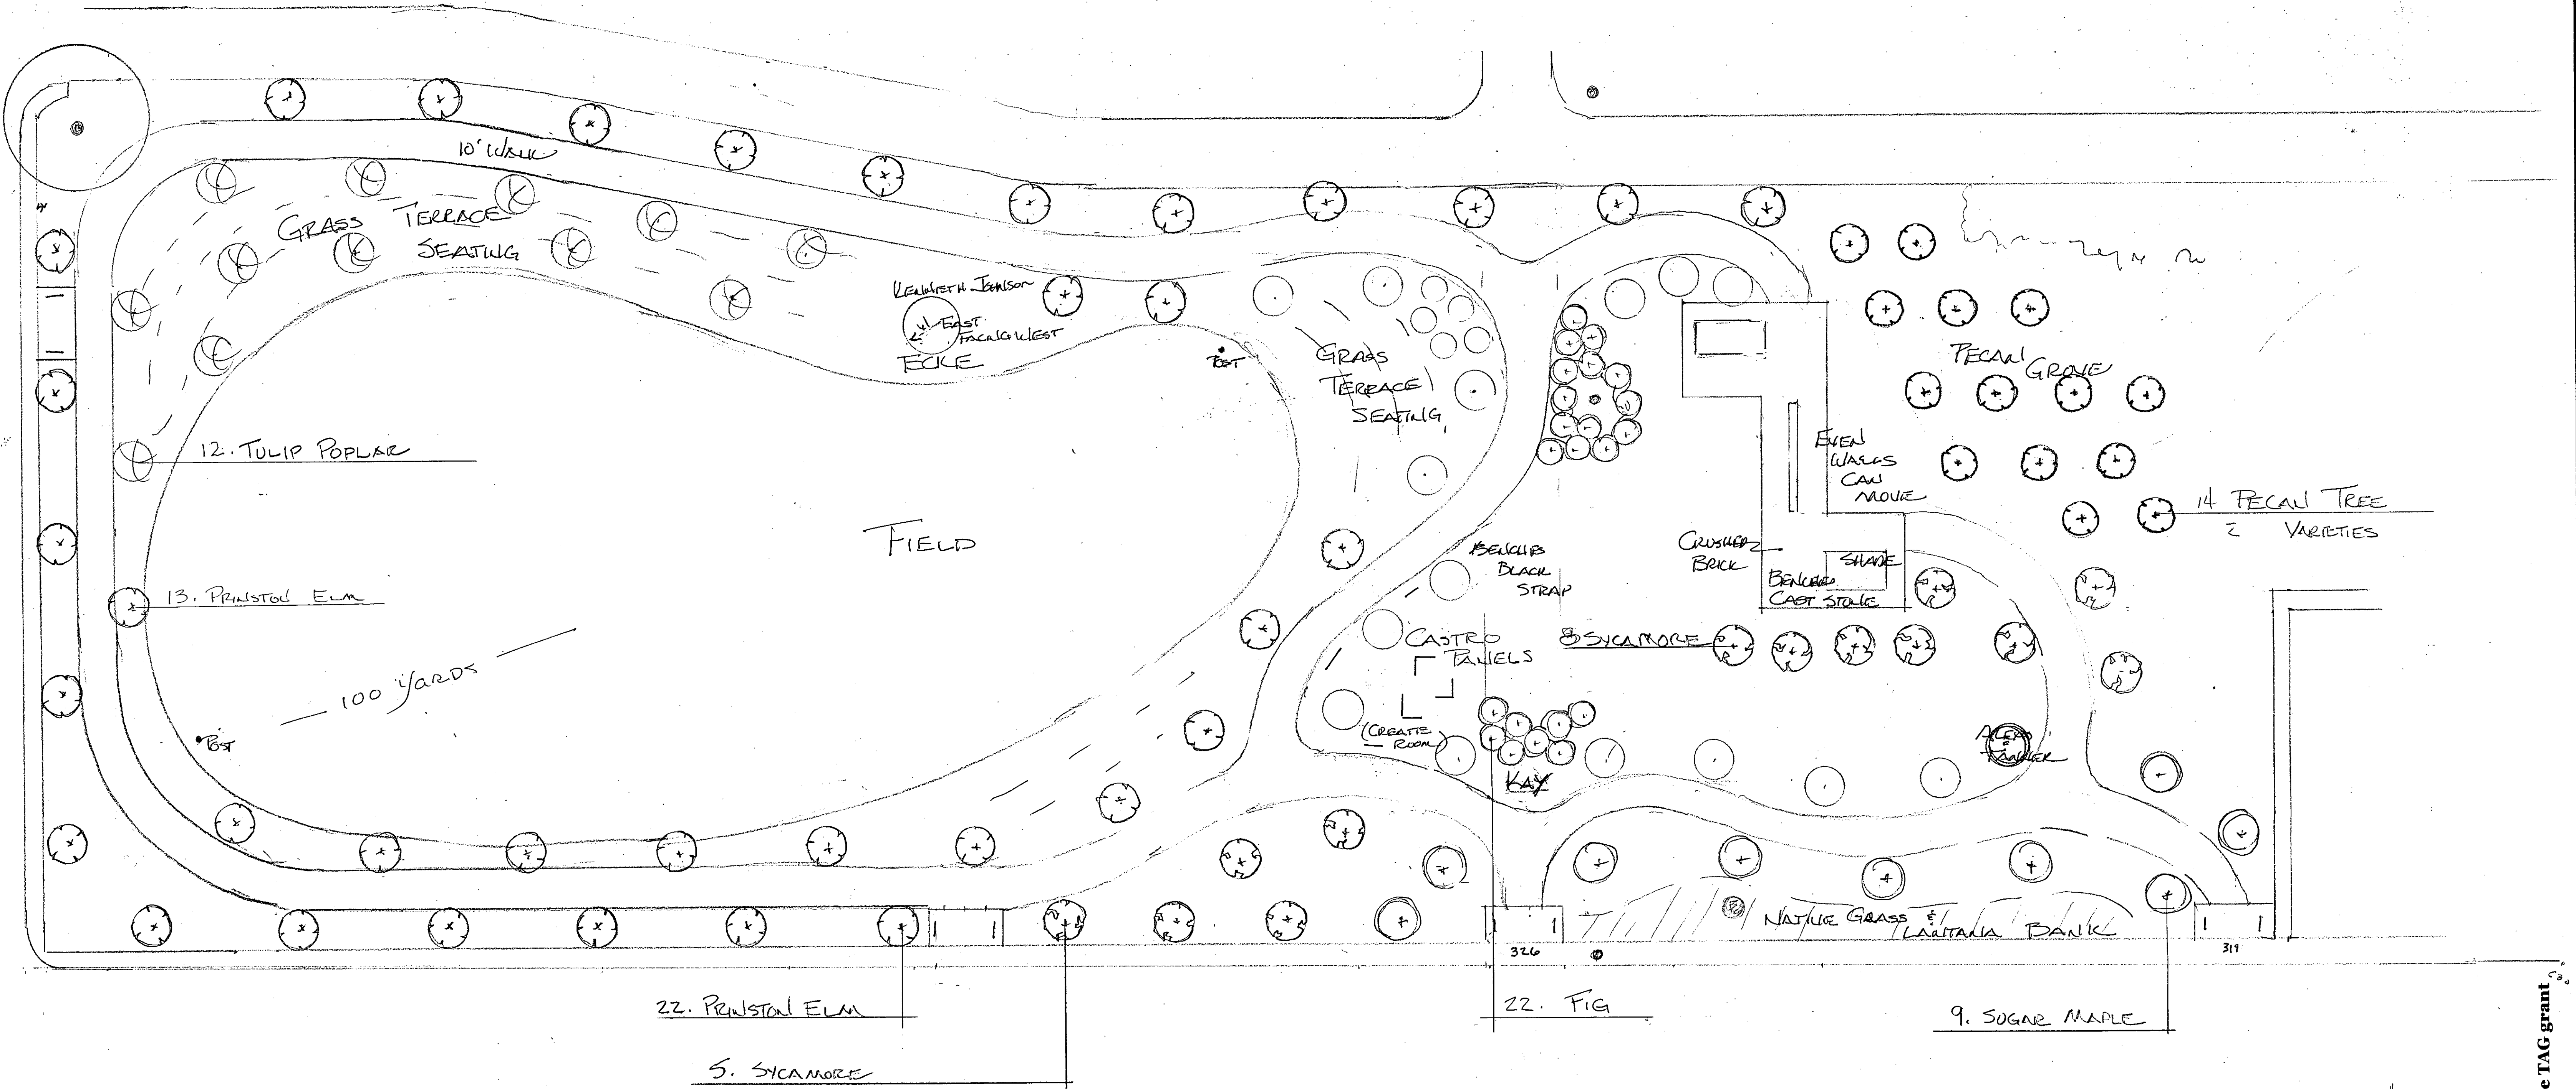 10' WALK
GRASS TERRACE
SEATING
KENNETH JOHNSON
EAST
FACING WEST
ECKE
POST
GRASS
TERRACE
SEATING
PECAN
GROVE
EVEN
WALLS
CAN
MOVE
14 PECAN TREE
2 VARIETIES
12. TULIP POPLAR
FIELD
BENCHES
BLACK
STRAP
CRUSHED
BRICK
SHADE
BENCHES
CAST STONE
13. PRINSTON ELM
CASTRO
PANELS
8 SYCAMORE
100 YARDS
POST
(CREATE
ROOM)
KAY
TANKER
NATIVE GRASS &
LANTANA BANK
326
319
22. PRINSTON ELM
22. FIG
9. SUGAR MAPLE
5. SYCAMORE
e TAG grant